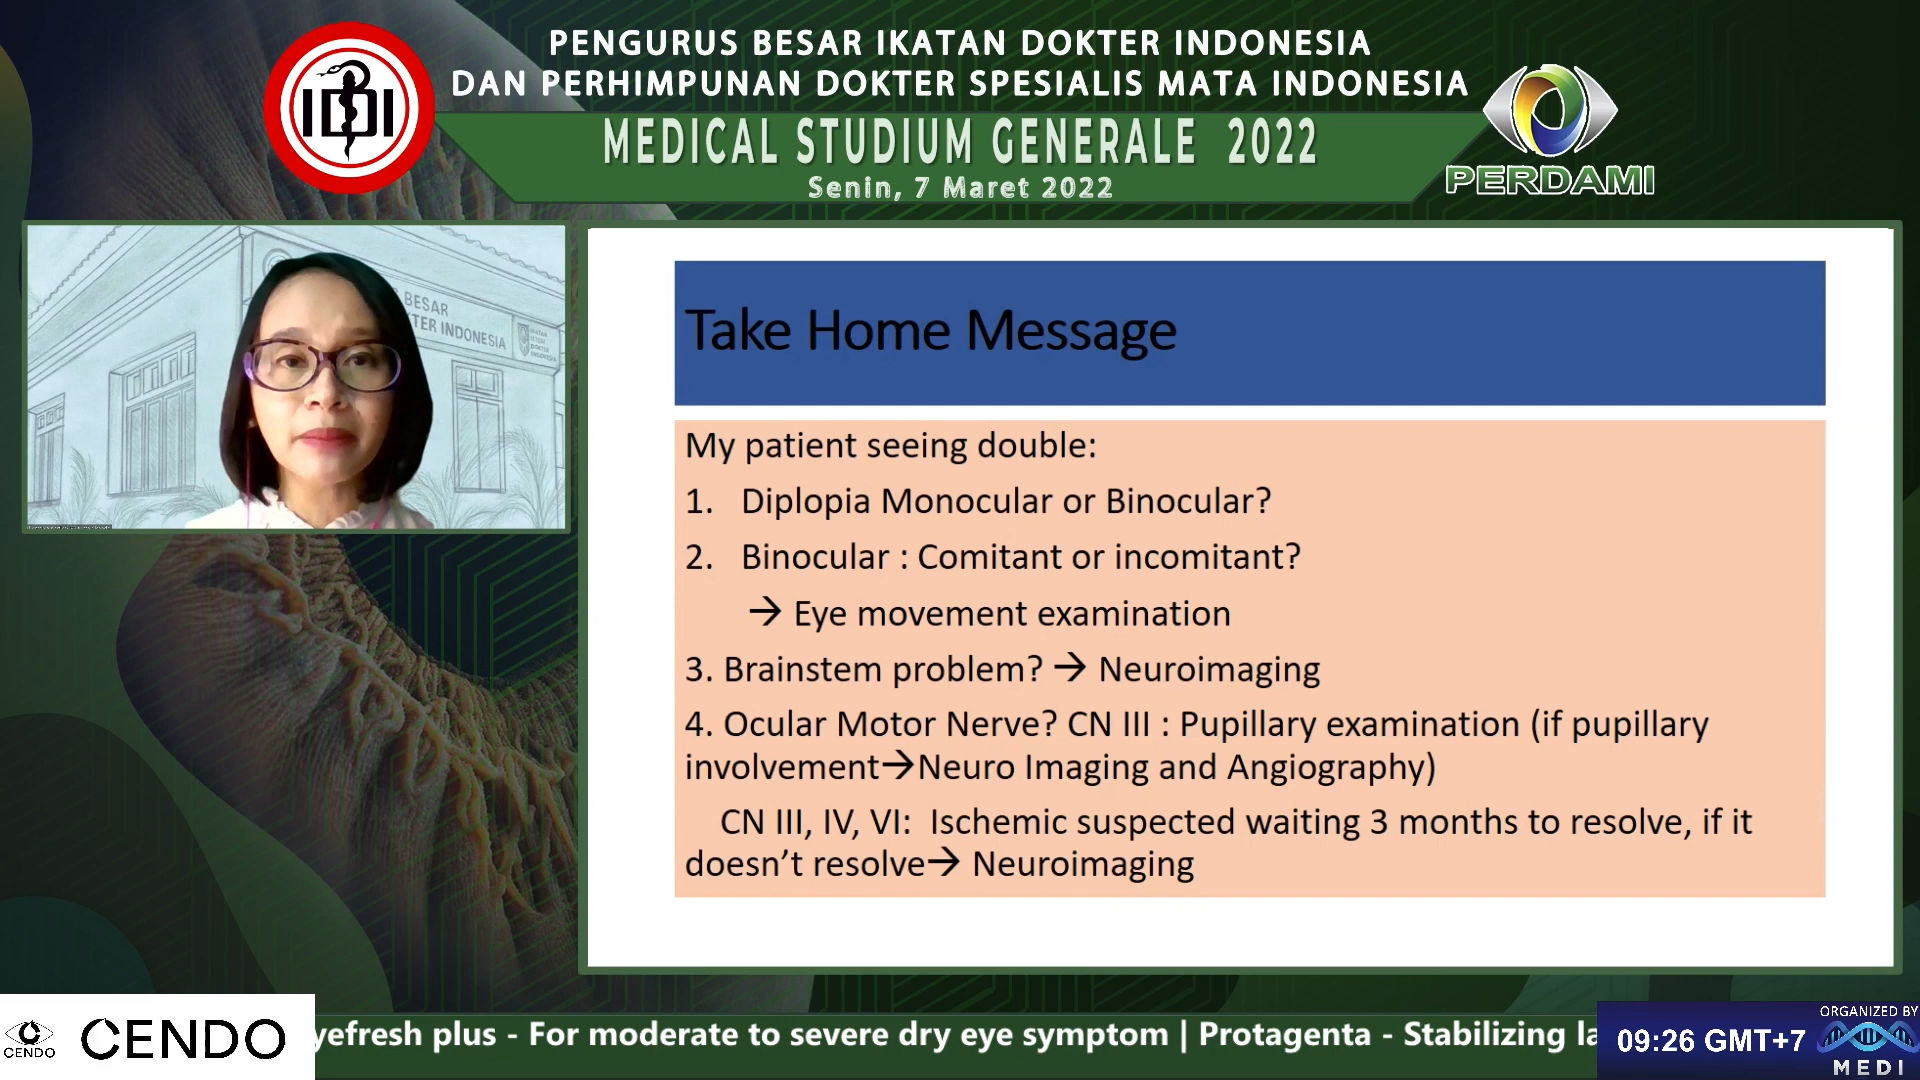 PENGURUS BESAR IKATAN DOKTER INDONESIA
DAN PERHIMPUNAN DOKTER SPESIALIS MATA INDONESIA
MEDICAL STUDIUM GENERALE 2022
Senin, 7 Maret 2022
IDI
PERDAMI
BESAR
TER INDONESIA
IKATAN
ISTERI
DOKTER
INDONESIA
Take Home Message
My patient seeing double:
1. Diplopia Monocular or Binocular?
2. Binocular : Comitant or incomitant?
→ Eye movement examination
3. Brainstem problem? → Neuroimaging
4. Ocular Motor Nerve? CN III : Pupillary examination (if pupillary
involvement→Neuro Imaging and Angiography)
CN III, IV, VI: Ischemic suspected waiting 3 months to resolve, if it
doesn’t resolve→ Neuroimaging
CENDO
CENDO
yefresh plus - For moderate to severe dry eye symptom | Protagenta - Stabilizing la
09:26 GMT+7
ORGANIZED BY
MEDI